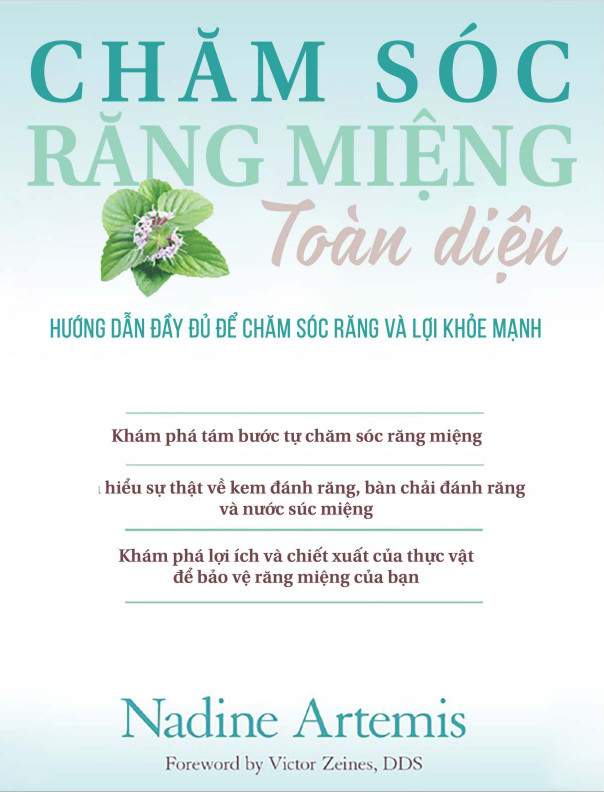 CHĂM SÓC
RĂNG MIỆNG
Toàn diện
HƯỚNG DẪN ĐẦY ĐỦ ĐỂ CHĂM SÓC RĂNG VÀ LỢI KHỎE MẠNH
Khám phá tám bước tự chăm sóc răng miệng
hiểu sự thật về kem đánh răng, bàn chải đánh răng
và nước súc miệng
Khám phá lợi ích và chiết xuất của thực vật
để bảo vệ răng miệng của bạn
Nadine Artemis
Foreword by Victor Zeines, DDS